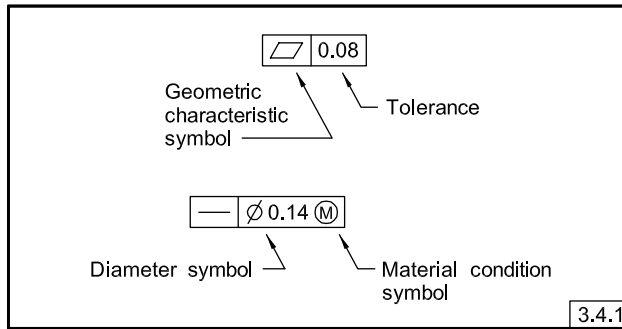 0.08
Geometric
characteristic
symbol
Tolerance
⌀ 0.14 Ⓜ
Diameter symbol
Material condition
symbol
3.4.1